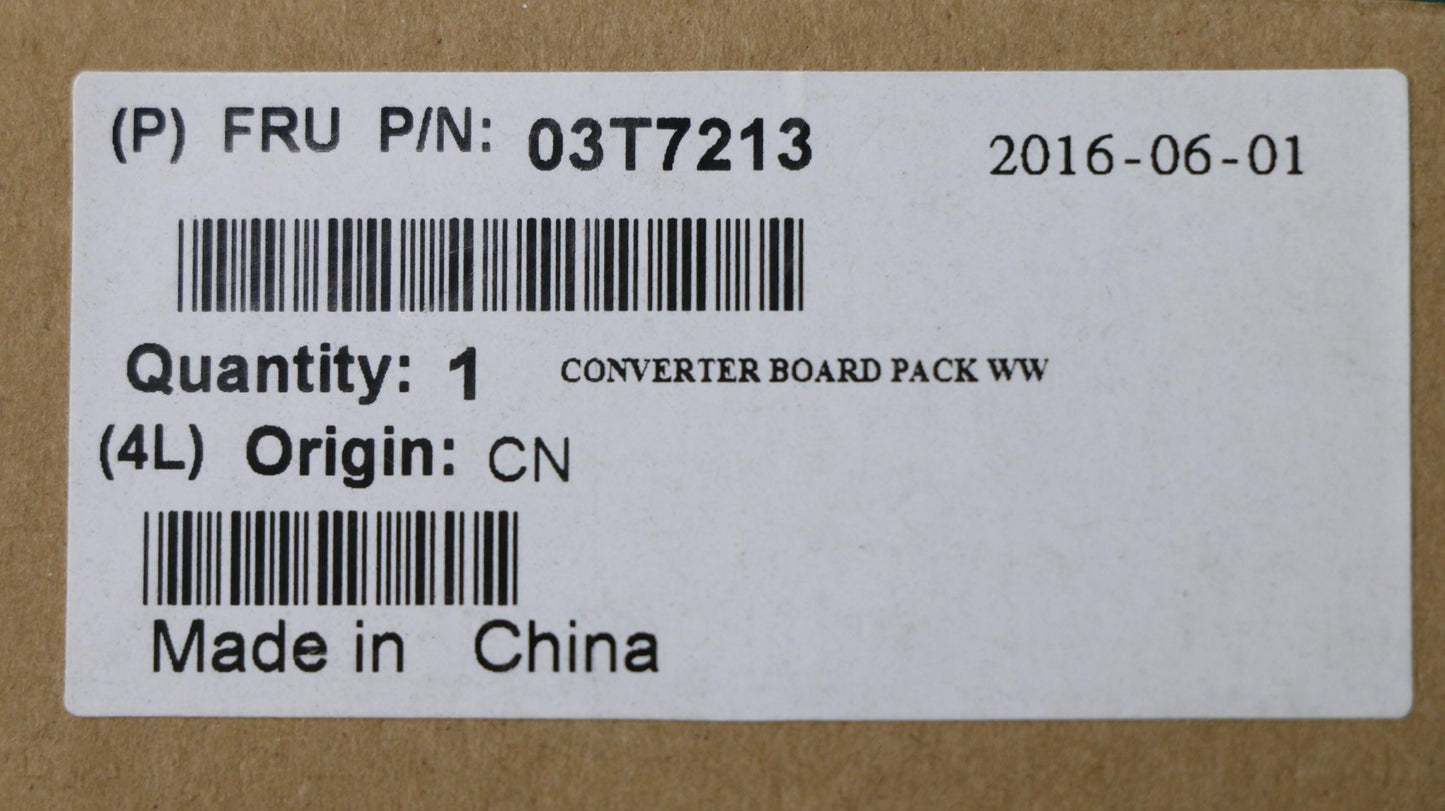 (P) FRU P/N: 03T7213 2016-06-01
Quantity: 1 CONVERTER BOARD PACK WW
(4L) Origin: CN
Made in China